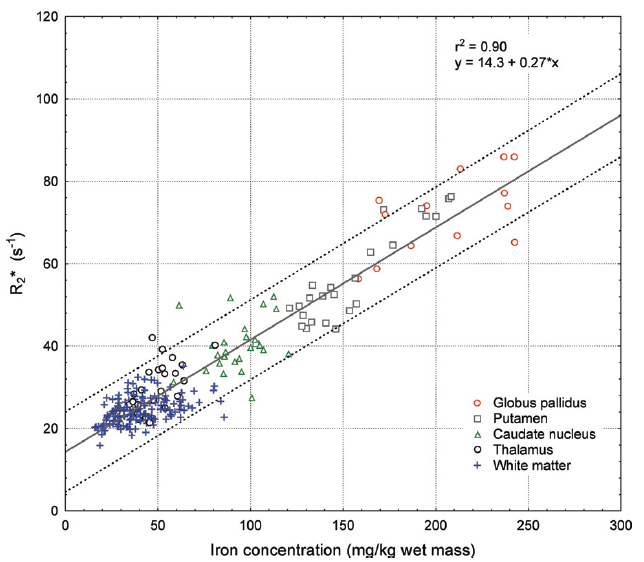 120
100
80
60
40
20
0
R₂* (s⁻¹)
r² = 0.90
y = 14.3 + 0.27*x
Globus pallidus
Putamen
Caudate nucleus
Thalamus
White matter
0 50 100 150 200 250 300
Iron concentration (mg/kg wet mass)